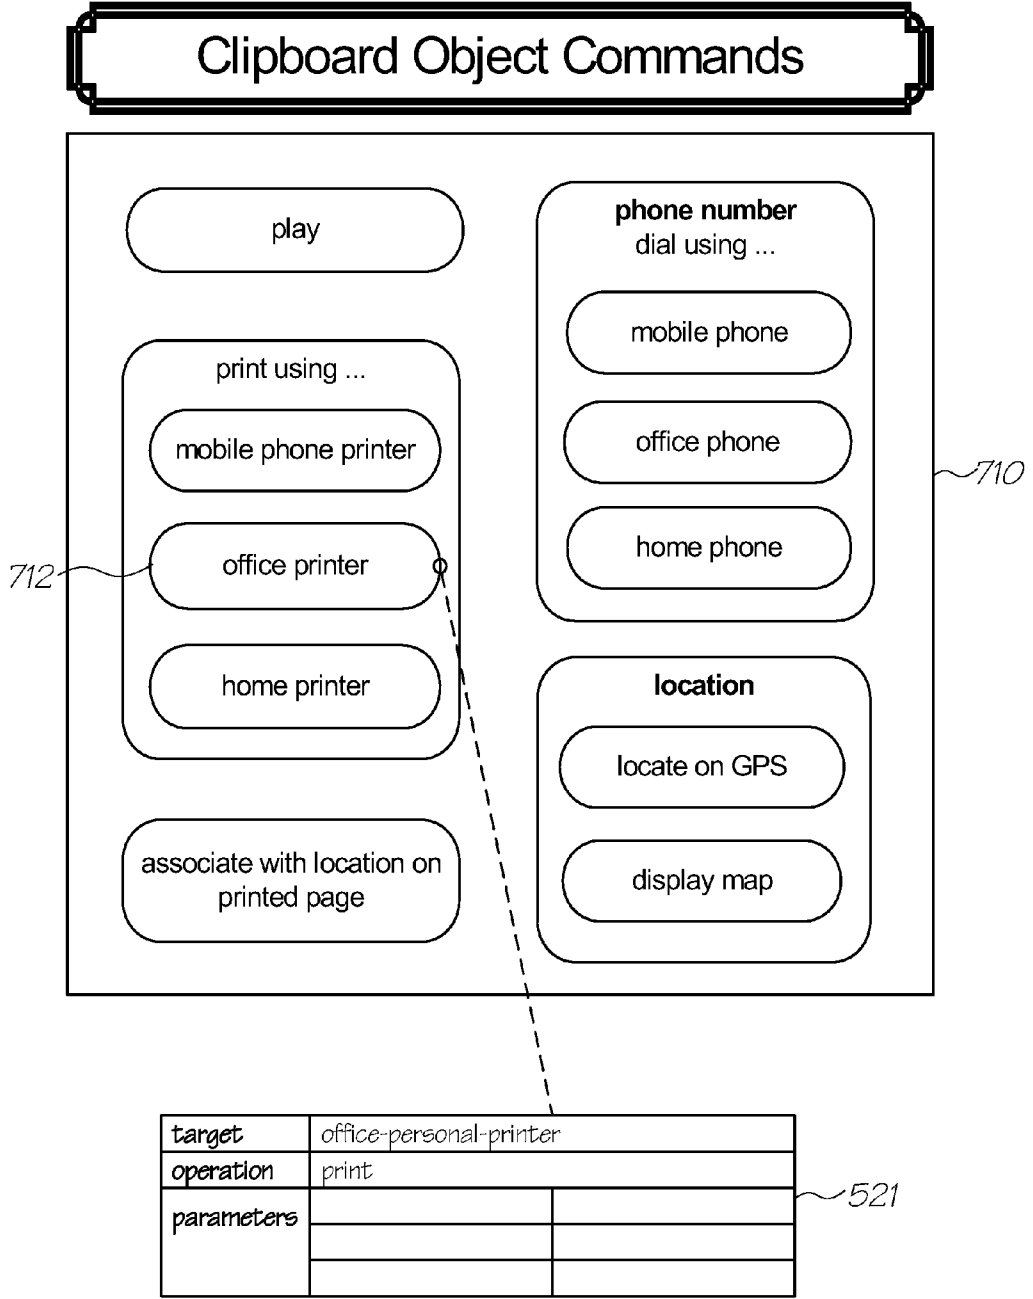 Clipboard Object Commands
play
print using ...
mobile phone printer
office printer
home printer
associate with location on
printed page
phone number
dial using ...
mobile phone
office phone
home phone
location
locate on GPS
display map
710
712
target office-personal-printer
operation print
parameters
521